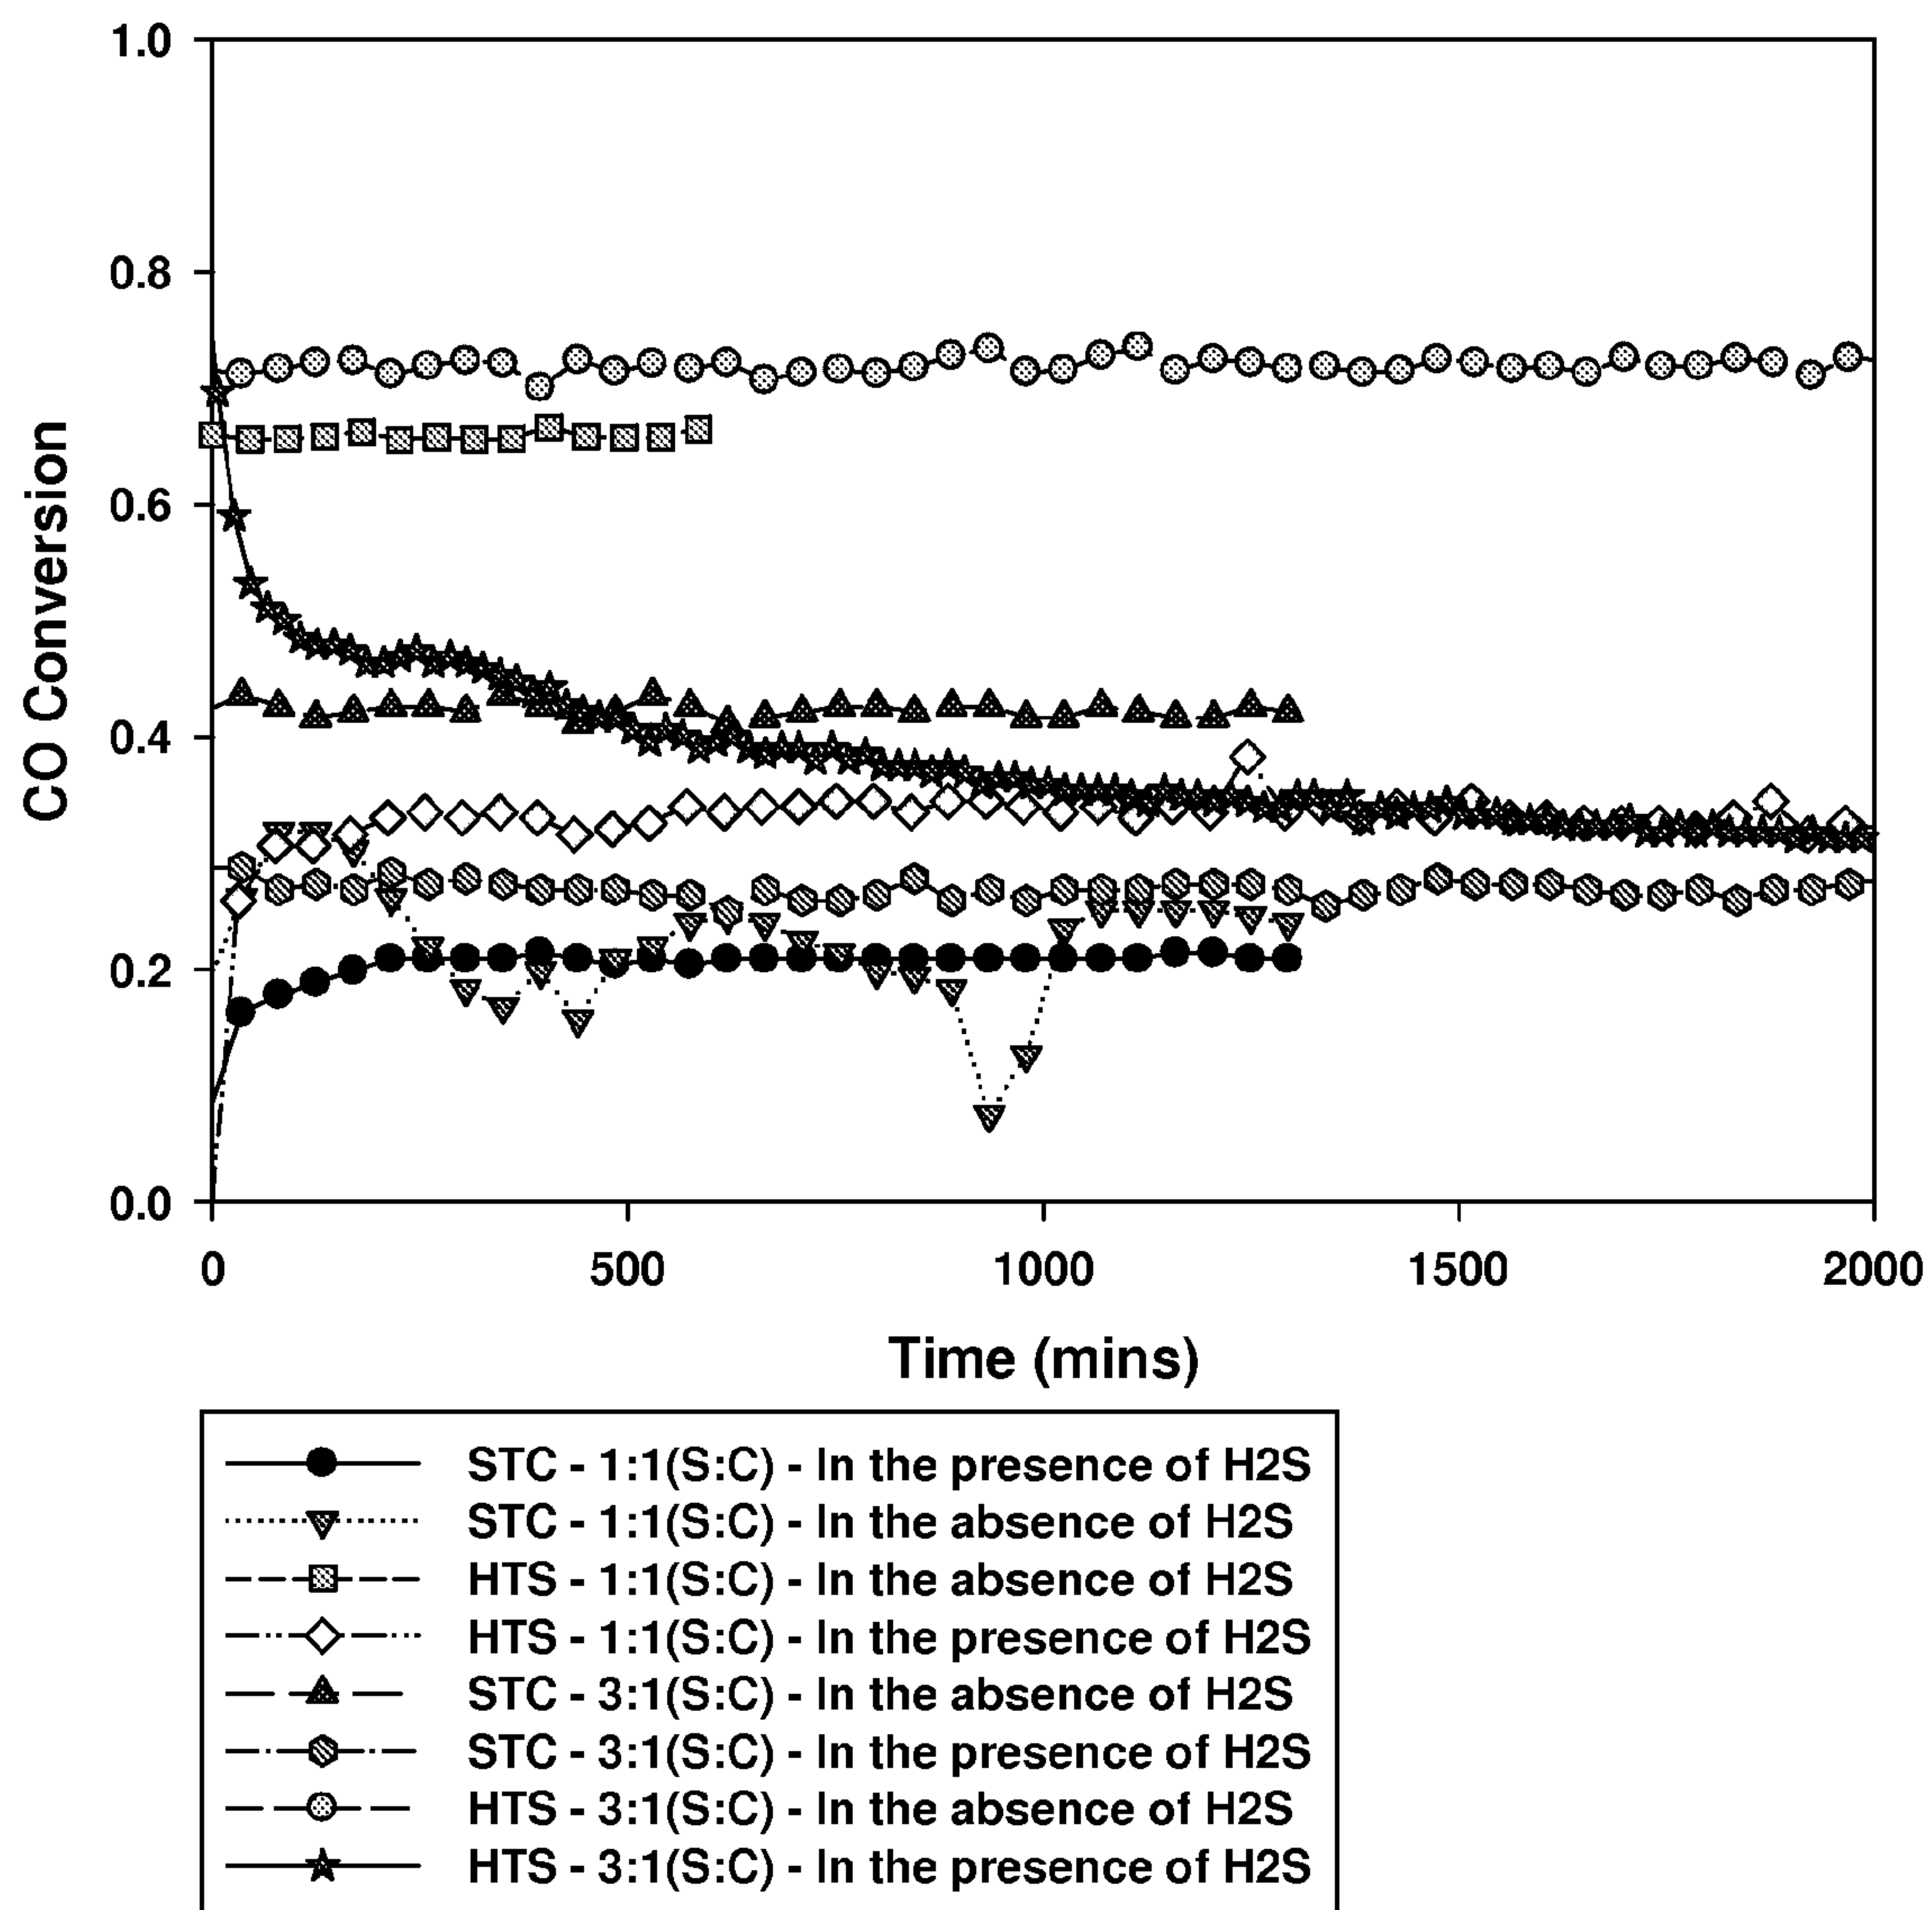 1.0
0.8
0.6
0.4
0.2
0.0
CO Conversion
0 500 1000 1500 2000
Time (mins)
STC - 1:1(S:C) - In the presence of H2S
STC - 1:1(S:C) - In the absence of H2S
HTS - 1:1(S:C) - In the absence of H2S
HTS - 1:1(S:C) - In the presence of H2S
STC - 3:1(S:C) - In the absence of H2S
STC - 3:1(S:C) - In the presence of H2S
HTS - 3:1(S:C) - In the absence of H2S
HTS - 3:1(S:C) - In the presence of H2S